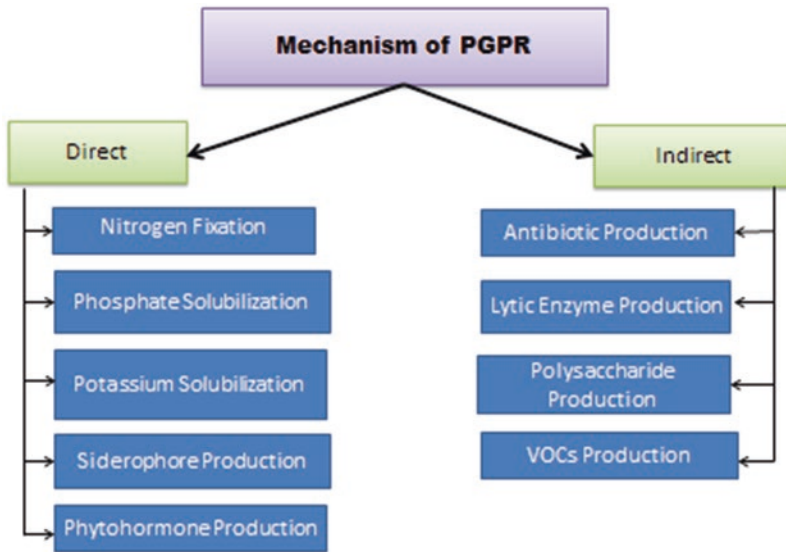 Mechanism of PGPR
Direct
Nitrogen Fixation
Phosphate Solubilization
Potassium Solubilization
Siderophore Production
Phytohormone Production
Indirect
Antibiotic Production
Lytic Enzyme Production
Polysaccharide
Production
VOCs Production